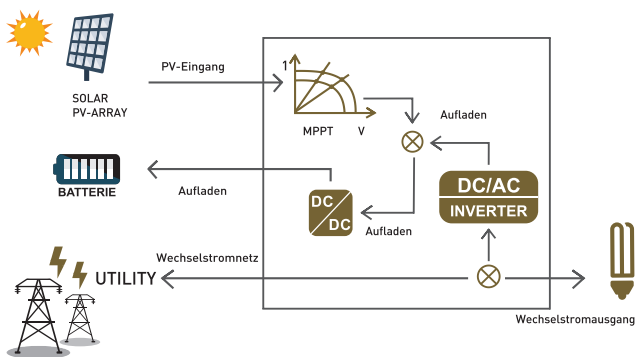 PV-Eingang
1
SOLAR
PV-ARRAY
MPPT V
Aufladen
BATTERIE
Aufladen
DC/AC
INVERTER
DC
DC
Aufladen
Wechselstromnetz
UTILITY
Wechselstromausgang